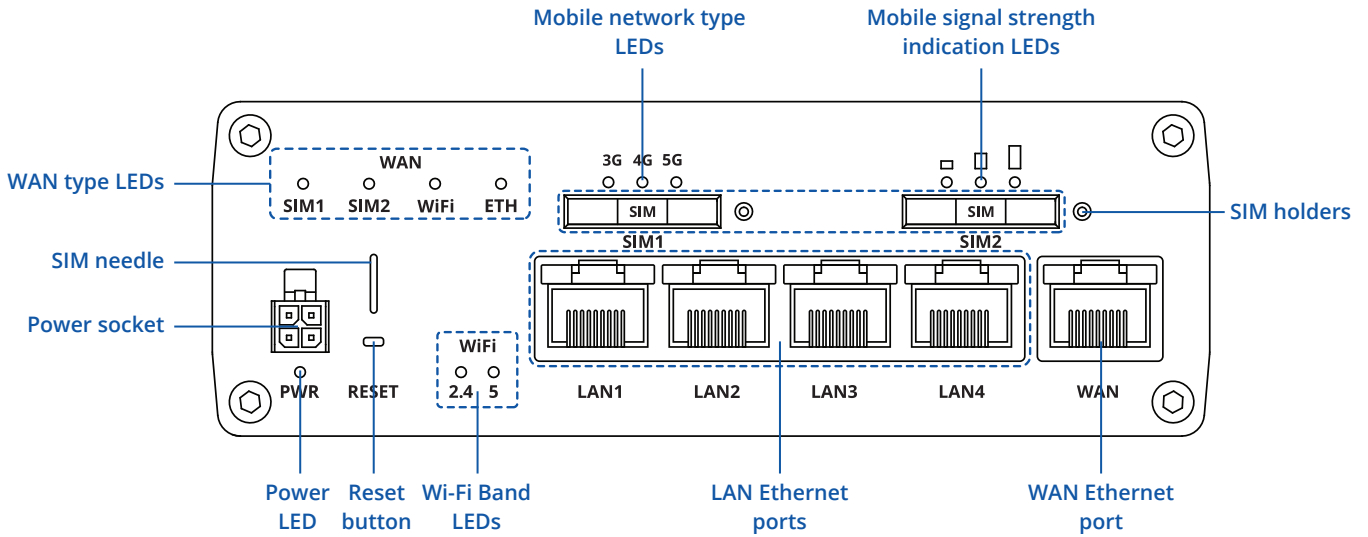 Mobile network type
LEDs
Mobile signal strength
indication LEDs
WAN type LEDs
WAN
SIM1 SIM2 WiFi ETH
3G 4G 5G
SIM
SIM1
SIM
SIM2
SIM holders
SIM needle
Power socket
PWR
RESET
WiFi
2.4 5
LAN1
LAN2
LAN3
LAN4
WAN
Power
LED
Reset
button
Wi-Fi Band
LEDs
LAN Ethernet
ports
WAN Ethernet
port